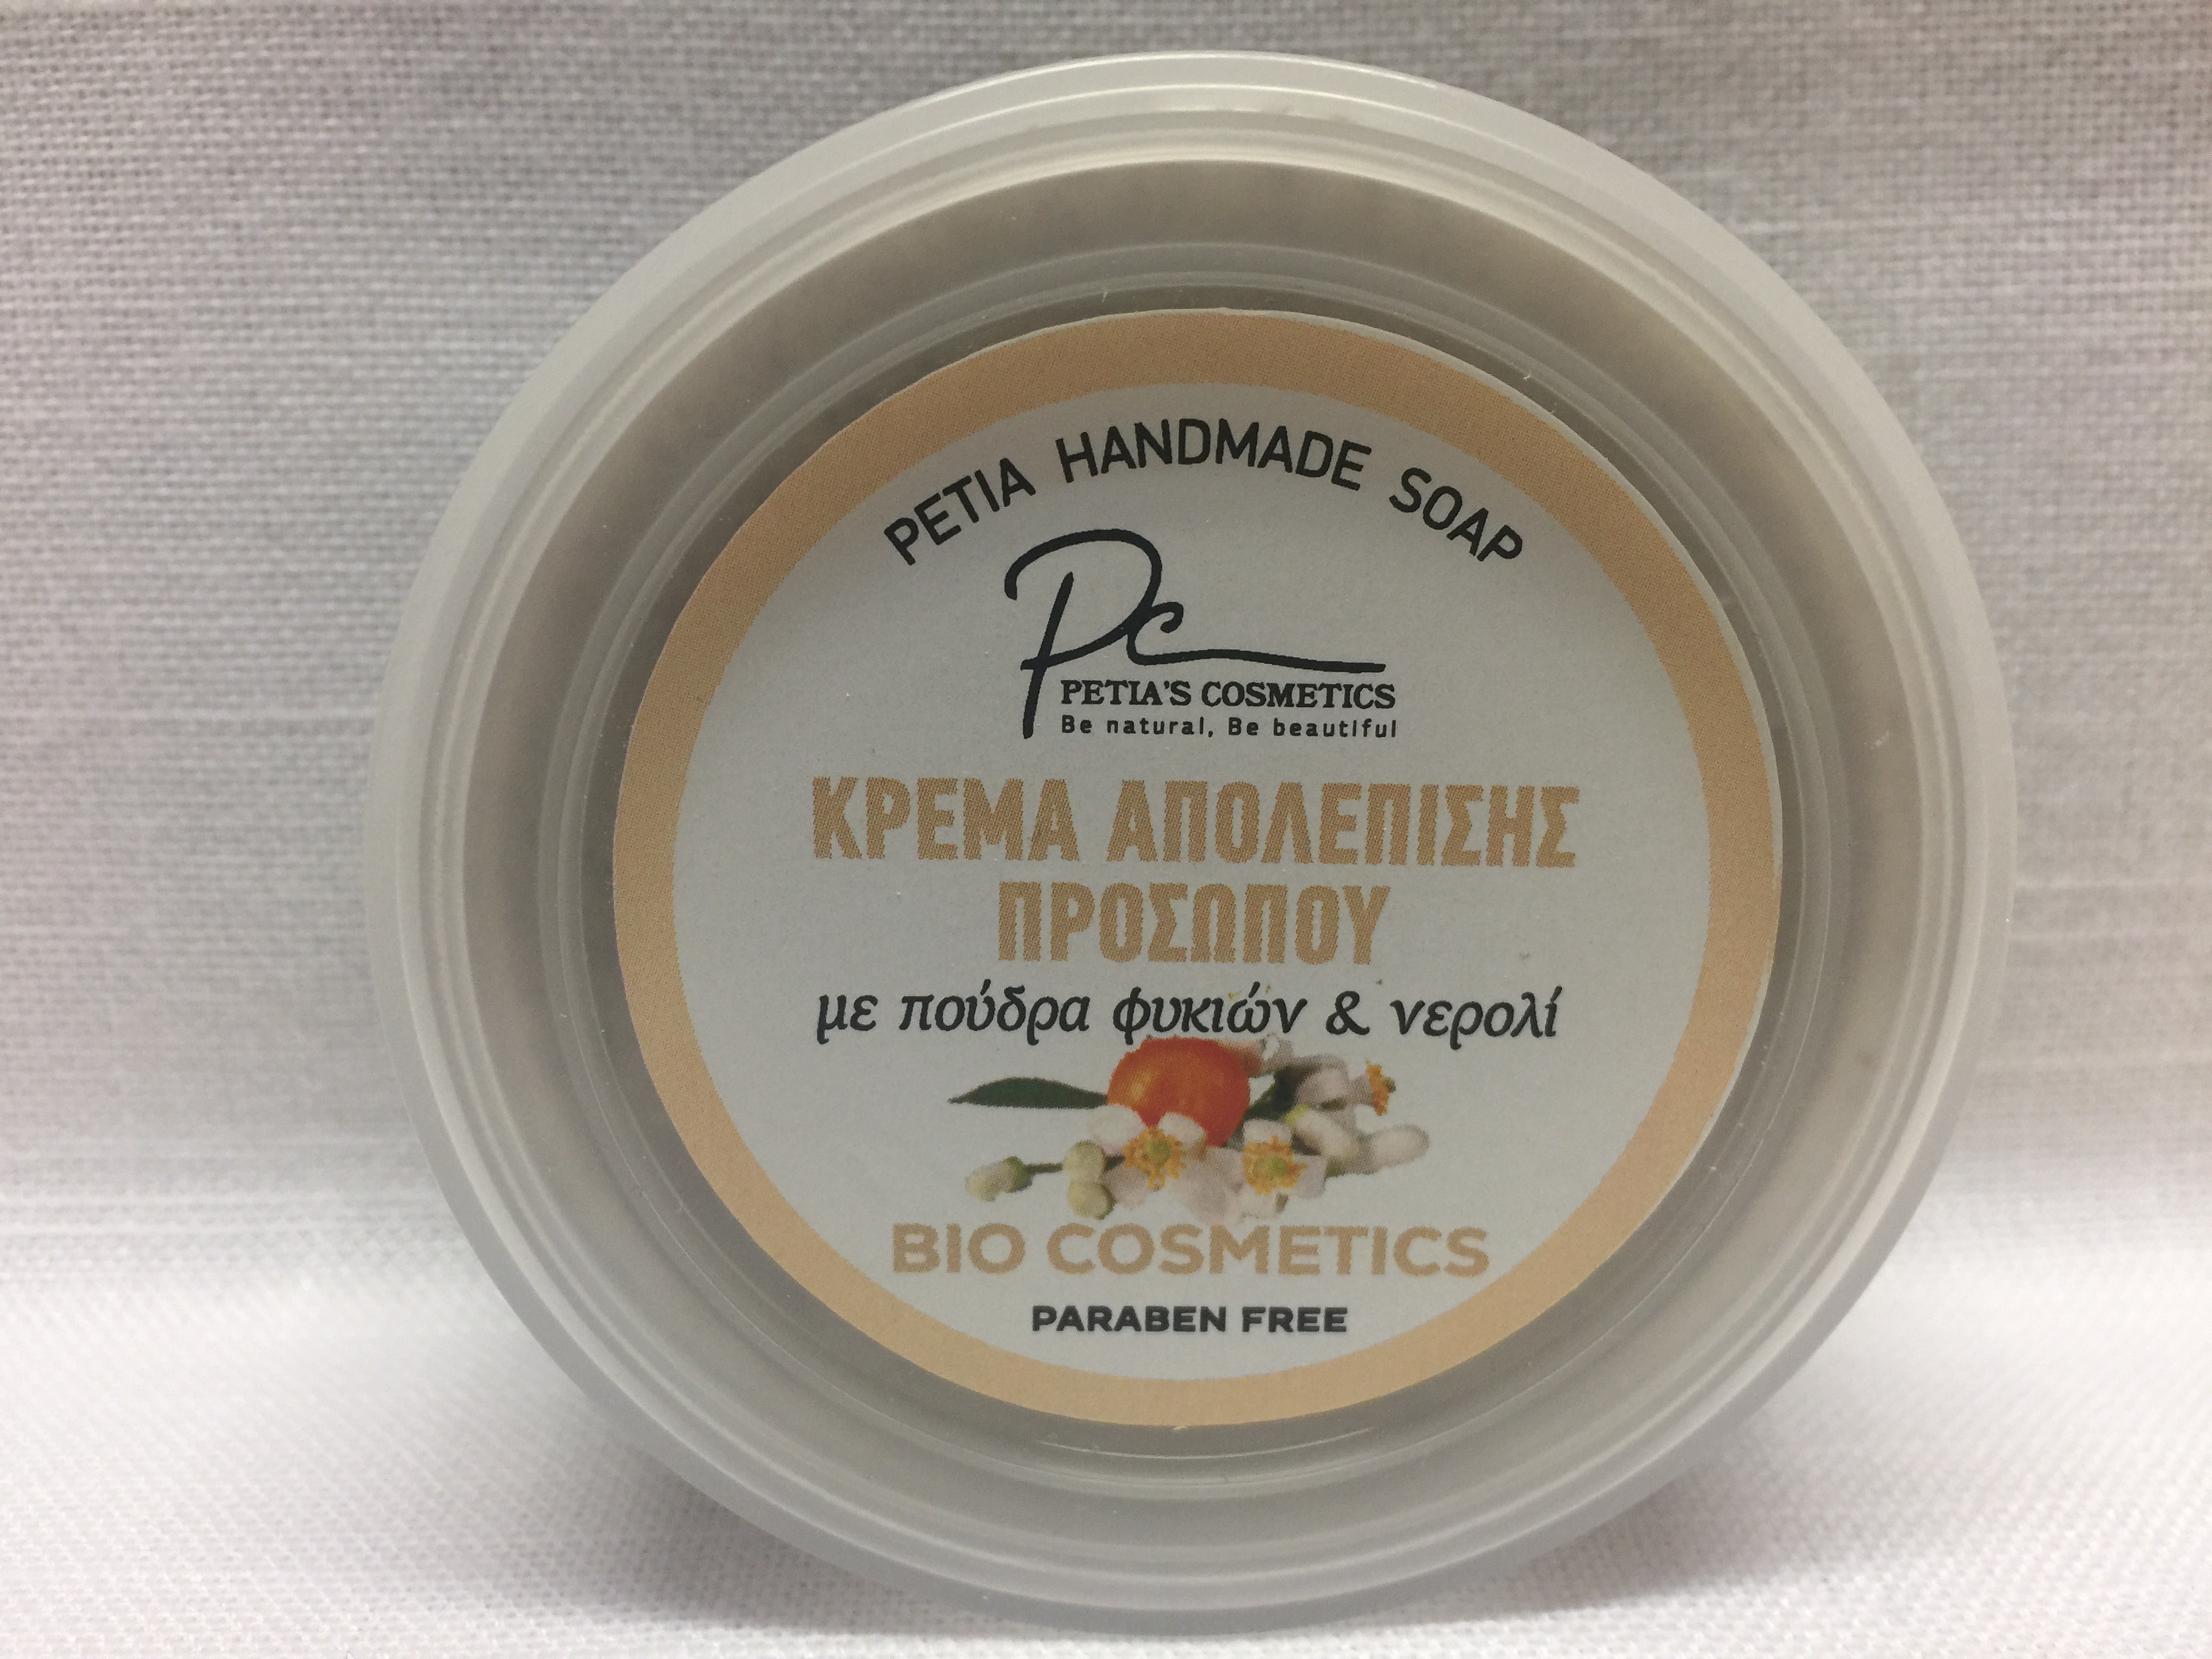 PETIA HANDMADE SOAP
Pc
PETIA'S COSMETICS
Be natural, Be beautiful
ΚΡΕΜΑ ΑΠΟΛΕΠΙΣΗΣ
ΠΡΟΣΩΠΟΥ
με πούδρα φυκιών & νερολί
BIO COSMETICS
PARABEN FREE